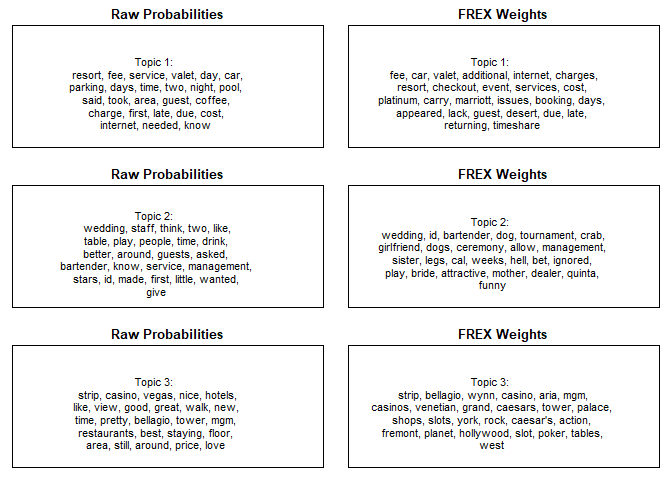 Raw Probabilities
Topic 1:
resort, fee, service, valet, day, car,
parking, days, time, two, night, pool,
said, took, area, guest, coffee,
charge, first, late, due, cost,
internet, needed, know
FREX Weights
Topic 1:
fee, car, valet, additional, internet, charges,
resort, checkout, event, services, cost,
platinum, carry, marriott, issues, booking, days,
appeared, lack, guest, desert, due, late,
returning, timeshare
Raw Probabilities
Topic 2:
wedding, staff, think, two, like,
table, play, people, time, drink,
better, around, guests, asked,
bartender, know, service, management,
stars, id, made, first, little, wanted,
give
FREX Weights
Topic 2:
wedding, id, bartender, dog, tournament, crab,
girlfriend, dogs, ceremony, allow, management,
sister, legs, cal, weeks, hell, bet, ignored,
play, bride, attractive, mother, dealer, quinta,
funny
Raw Probabilities
Topic 3:
strip, casino, vegas, nice, hotels,
like, view, good, great, walk, new,
time, pretty, bellagio, tower, mgm,
restaurants, best, staying, floor,
area, still, around, price, love
FREX Weights
Topic 3:
strip, bellagio, wynn, casino, aria, mgm,
casinos, venetian, grand, caesars, tower, palace,
shops, slots, york, rock, caesar's, action,
fremont, planet, hollywood, slot, poker, tables,
west